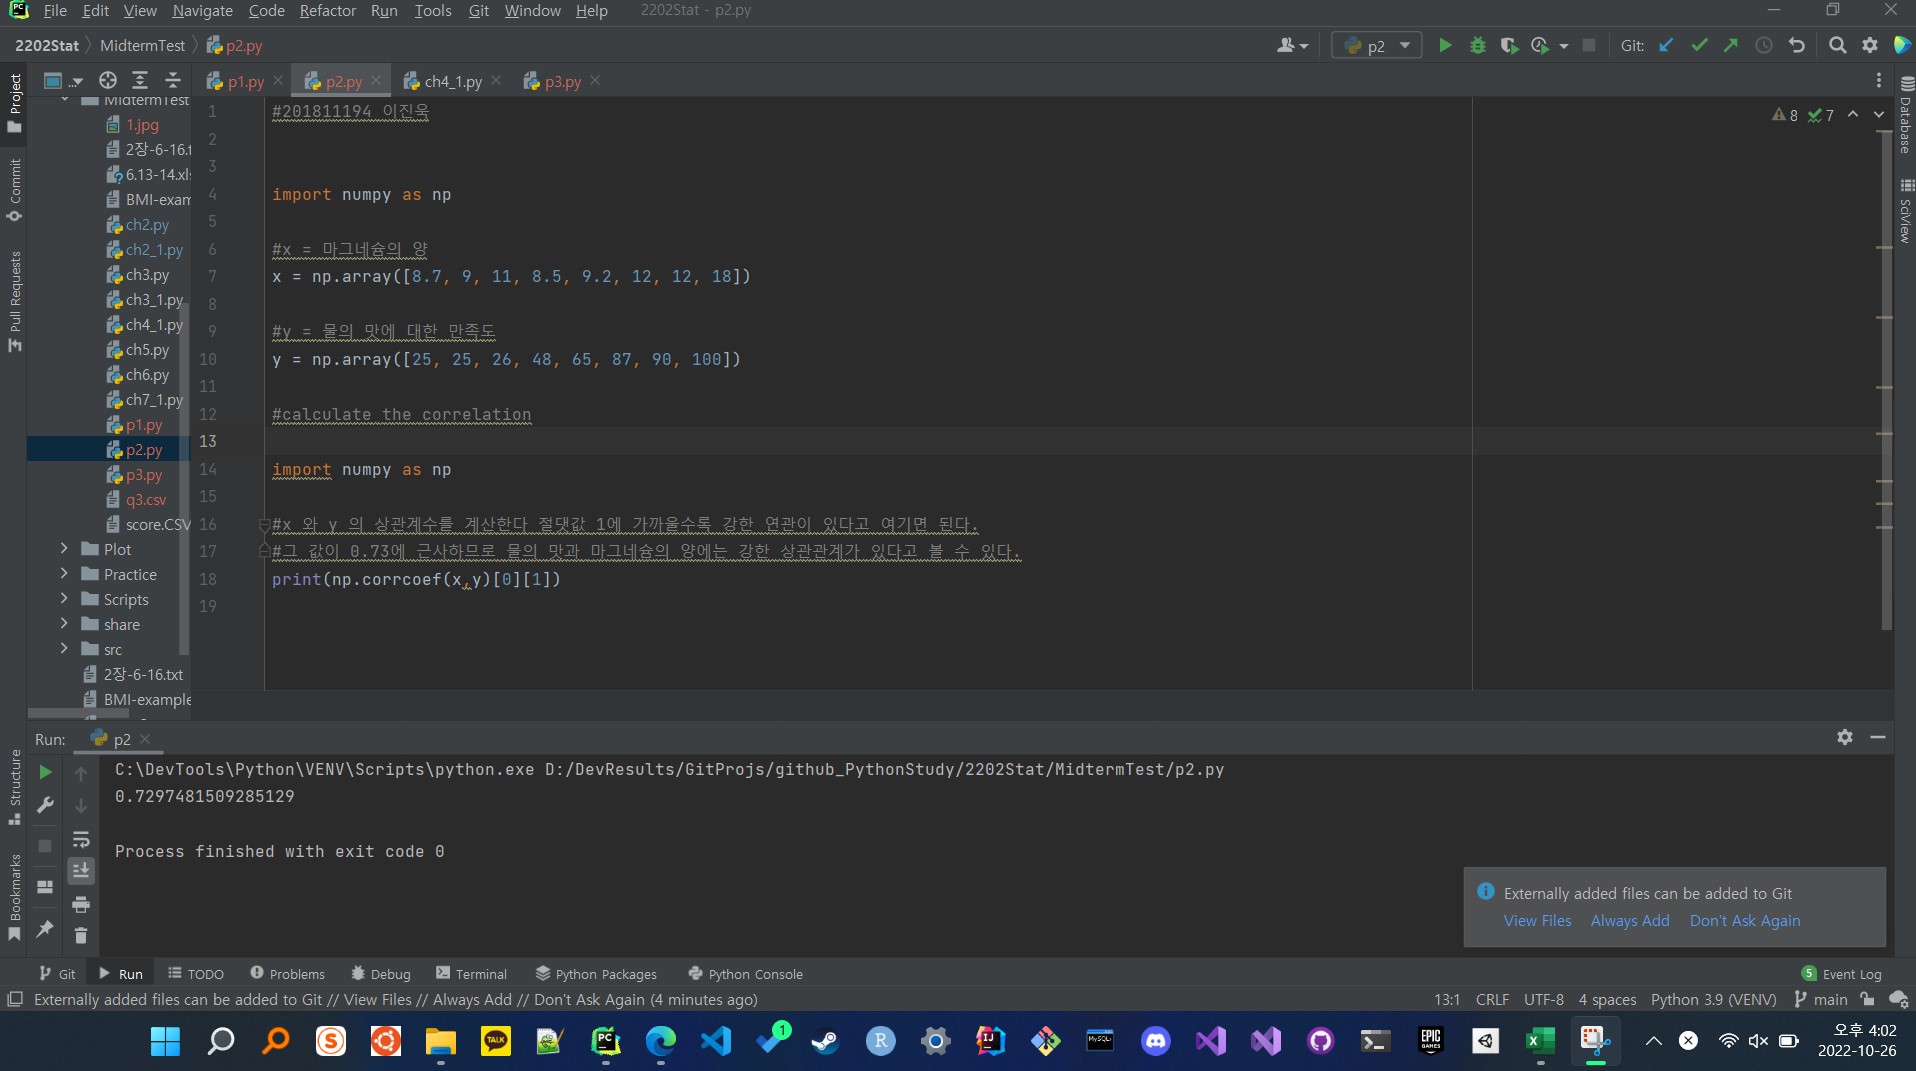 File Edit View Navigate Code Refactor Run Tools Git Window Help 2202Stat - p2.py
2202Stat MidtermTest p2.py
p2
Git:
Project
...
p1.py
p2.py
ch4_1.py
p3.py
MidtermTest
1.jpg
2장-6-16.t
6.13-14.xls
BMI-exam
ch2.py
ch2_1.py
ch3.py
ch3_1.py
ch4_1.py
ch5.py
ch6.py
ch7_1.py
p1.py
p2.py
p3.py
q3.csv
score.CSV
Plot
Practice
Scripts
share
src
2장-6-16.txt
BMI-example
Commit
Pull Requests
Structure
Bookmarks
8 7
Database
SciView
1 #201811194 이진욱
2
3
4 import numpy as np
5
6 #x = 마그네슘의 양
7 x = np.array([8.7, 9, 11, 8.5, 9.2, 12, 12, 18])
8
9 #y = 물의 맛에 대한 만족도
10 y = np.array([25, 25, 26, 48, 65, 87, 90, 100])
11
12 #calculate the correlation
13
14 import numpy as np
15
16 #x 와 y 의 상관계수를 계산한다 절댓값 1에 가까울수록 강한 연관이 있다고 여기면 된다.
17 #그 값이 0.73에 근사하므로 물의 맛과 마그네슘의 양에는 강한 상관관계가 있다고 볼 수 있다.
18 print(np.corrcoef(x,y)[0][1])
19
Run: p2
C:\DevTools\Python\VENV\Scripts\python.exe D:/DevResults/GitProjs/github_PythonStudy/2202Stat/MidtermTest/p2.py
0.7297481509285129
Process finished with exit code 0
Externally added files can be added to Git
View Files Always Add Don't Ask Again
Git Run TODO Problems Debug Terminal Python Packages Python Console
5 Event Log
Externally added files can be added to Git // View Files // Always Add // Don't Ask Again (4 minutes ago)
13:1 CRLF UTF-8 4 spaces Python 3.9 (VENV) main
S
TALK
PC
1
R
IJ
MySQL
EPIC GAMES
X
오후 4:02
2022-10-26